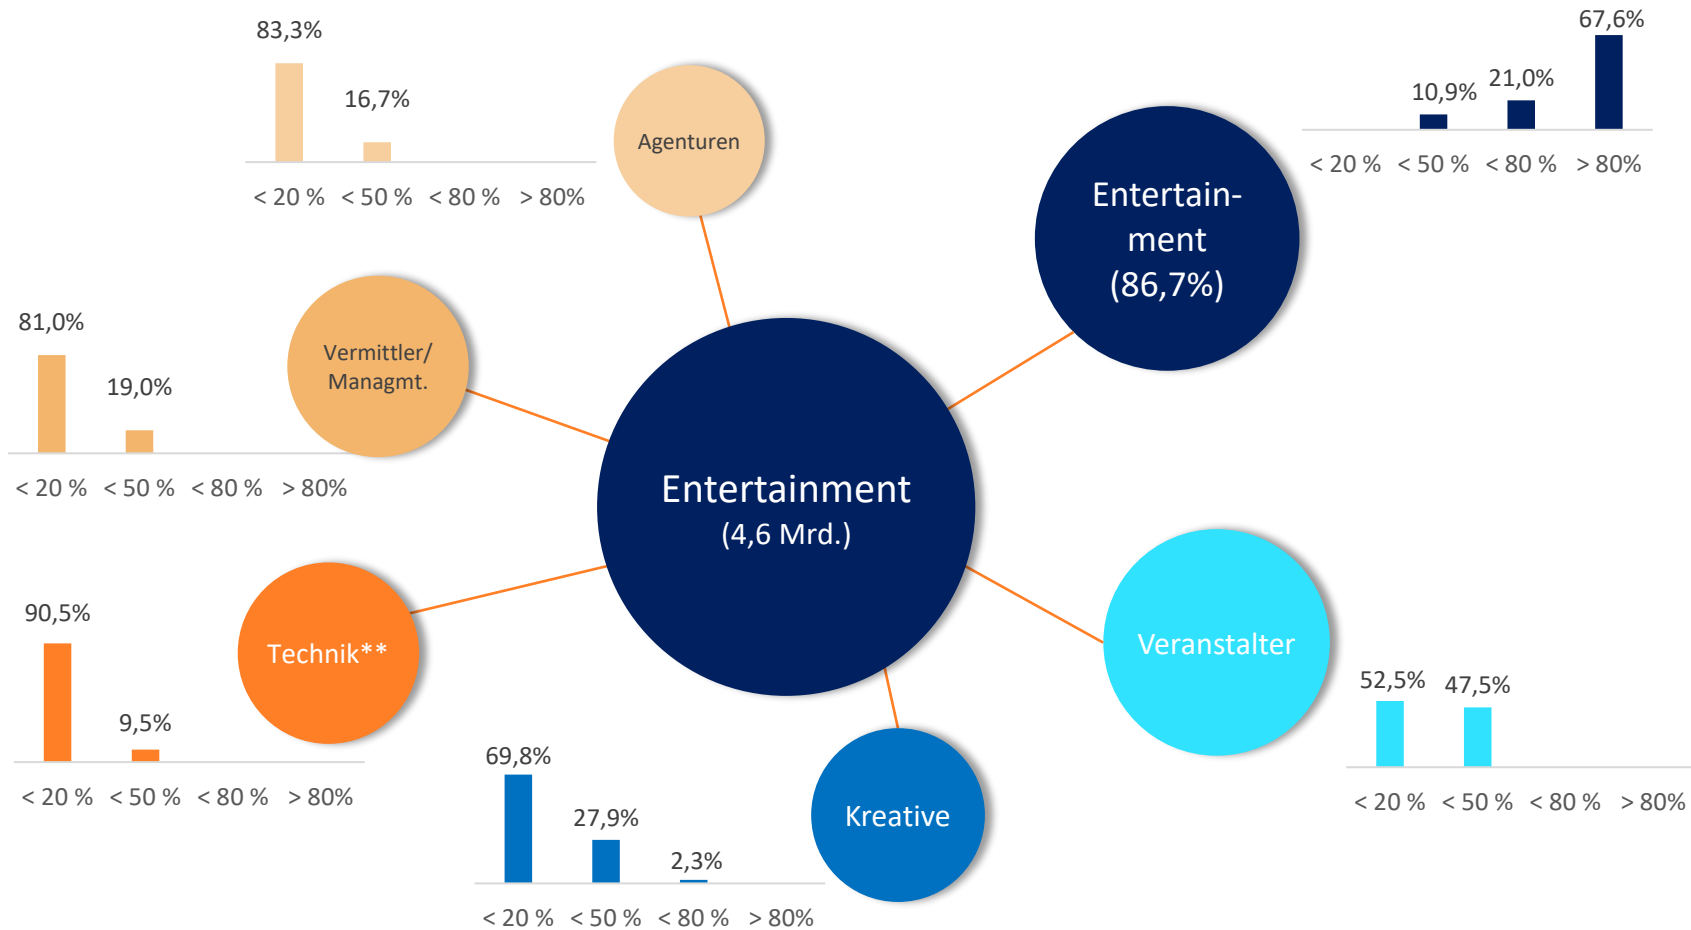 83,3%
16,7%
< 20 % < 50 % < 80 % > 80%
Agenturen
67,6%
10,9% 21,0%
< 20 % < 50 % < 80 % > 80%
Entertain-
ment
(86,7%)
81,0%
19,0%
< 20 % < 50 % < 80 % > 80%
Vermittler/
Managmt.
Entertainment
(4,6 Mrd.)
90,5%
9,5%
< 20 % < 50 % < 80 % > 80%
Technik**
Veranstalter
52,5% 47,5%
< 20 % < 50 % < 80 % > 80%
69,8%
27,9%
2,3%
< 20 % < 50 % < 80 % > 80%
Kreative